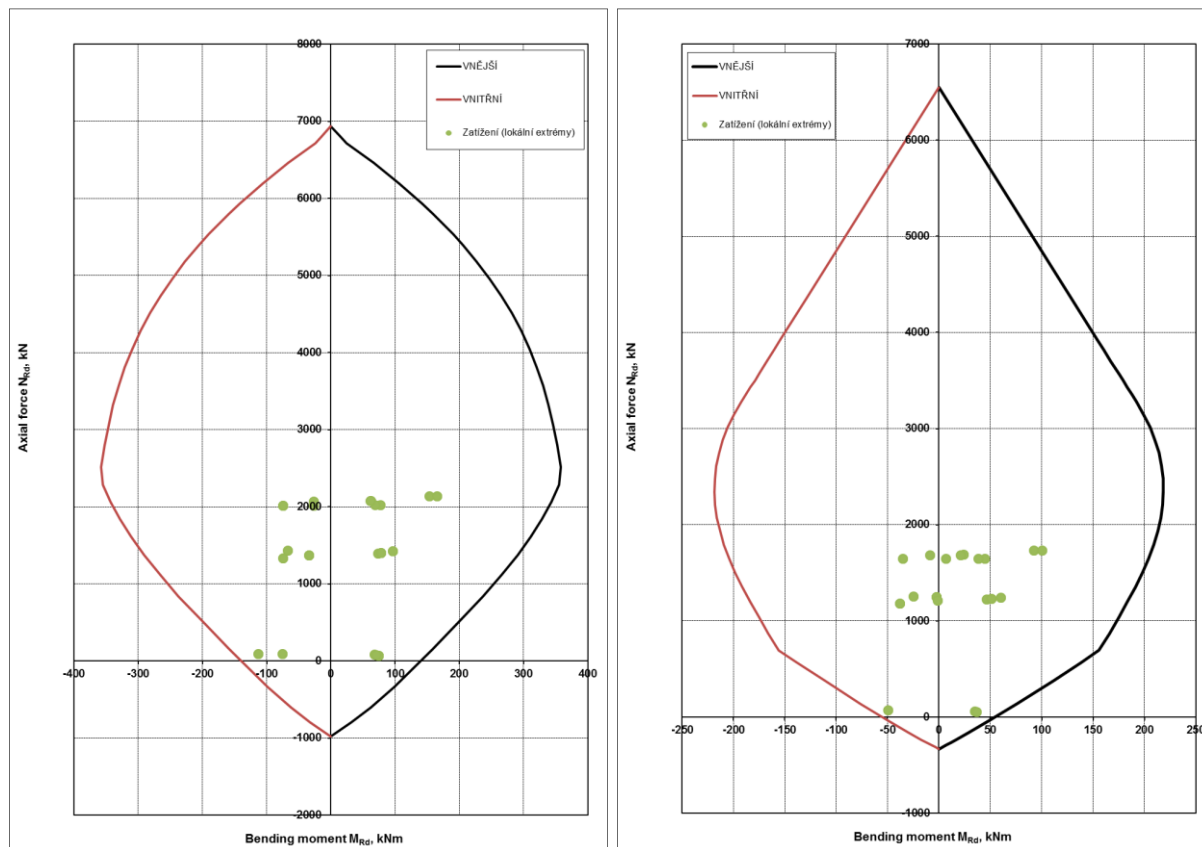 8000
7000
6000
5000
4000
3000
2000
1000
0
-1000
-2000
-400 -300 -200 -100 0 100 200 300 400
Axial force NRd, kN
Bending moment MRd, kNm
VNĚJŠÍ
VNITŘNÍ
Zatížení (lokální extrémy)
7000
6000
5000
4000
3000
2000
1000
0
-1000
-250 -200 -150 -100 -50 0 50 100 150 200 250
Axial force NRd, kN
Bending moment MRd, kNm
VNĚJŠÍ
VNITŘNÍ
Zatížení (lokální extrémy)